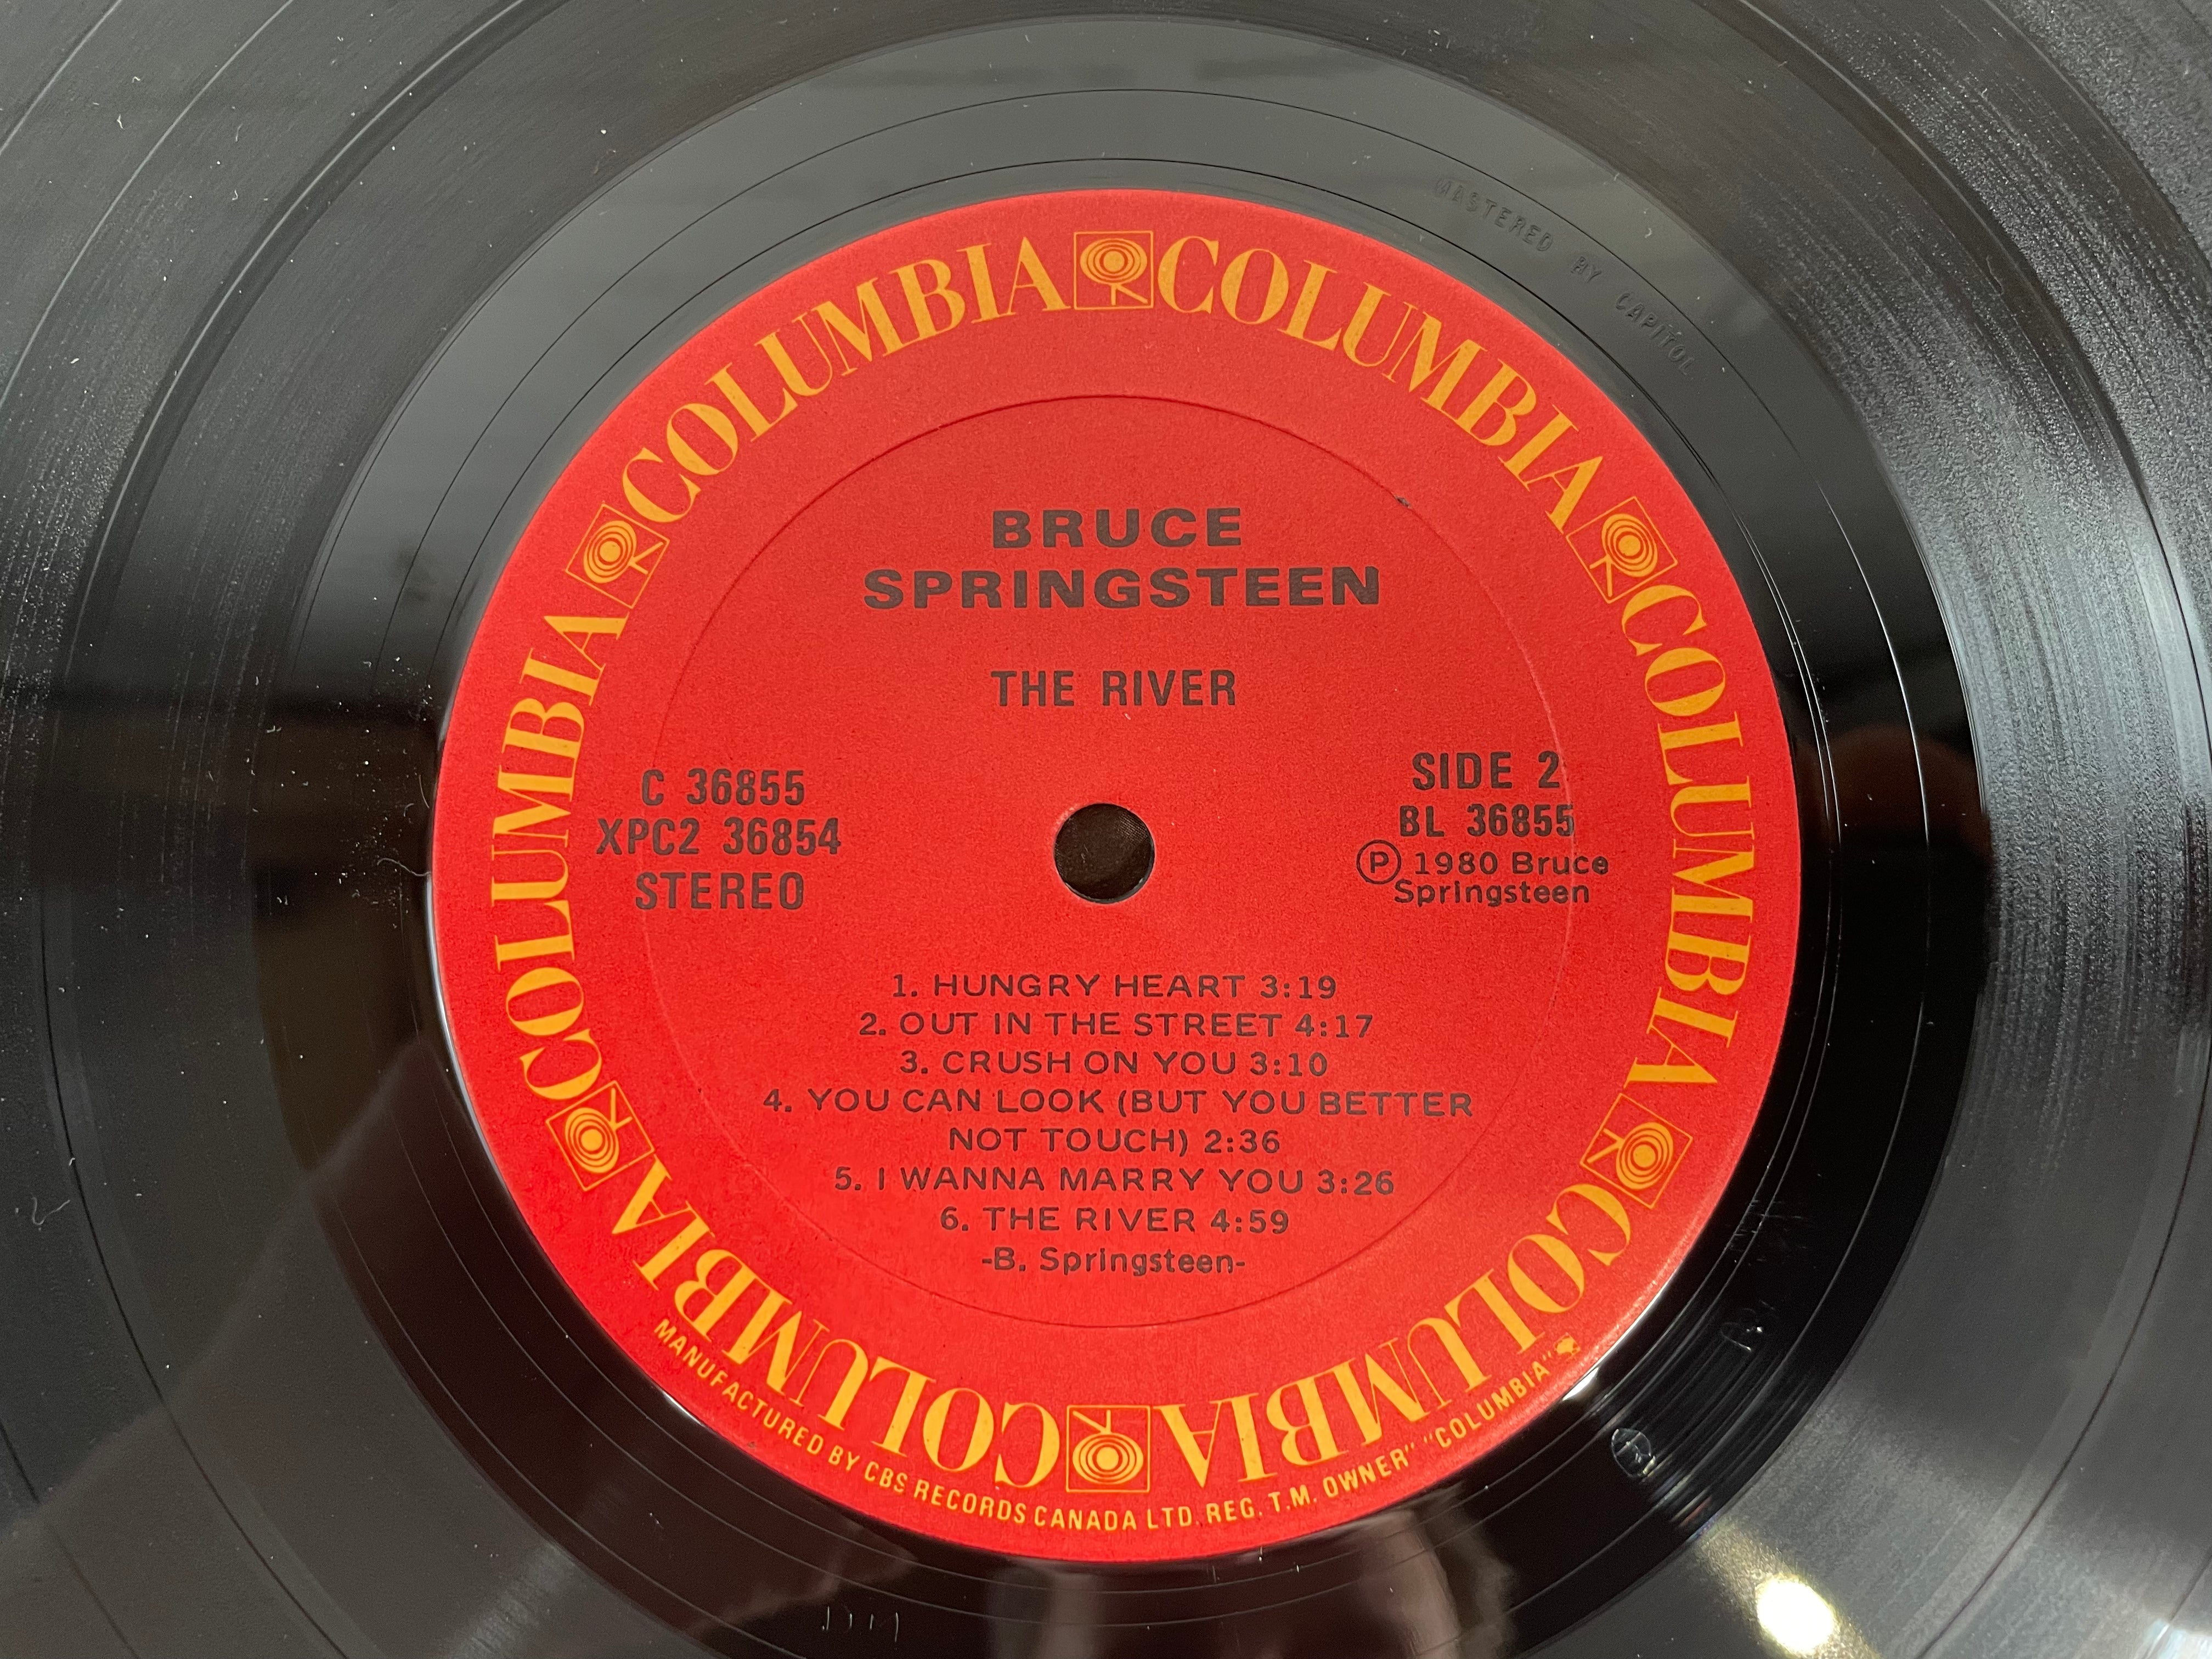 MASTERED BY CAPITOL
COLUMBIA COLUMBIA COLUMBIA COLUMBIA COLUMBIA COLUMBIA
BRUCE
SPRINGSTEEN
THE RIVER
C 36855
XPC2 36854
STEREO
SIDE 2
BL 36855
Ⓟ 1980 Bruce
Springsteen
1. HUNGRY HEART 3:19
2. OUT IN THE STREET 4:17
3. CRUSH ON YOU 3:10
4. YOU CAN LOOK (BUT YOU BETTER
NOT TOUCH) 2:36
5. I WANNA MARRY YOU 3:26
6. THE RIVER 4:59
-B. Springsteen-
MANUFACTURED BY CBS RECORDS CANADA LTD. REG. T.M. OWNER" "COLUMBIA"